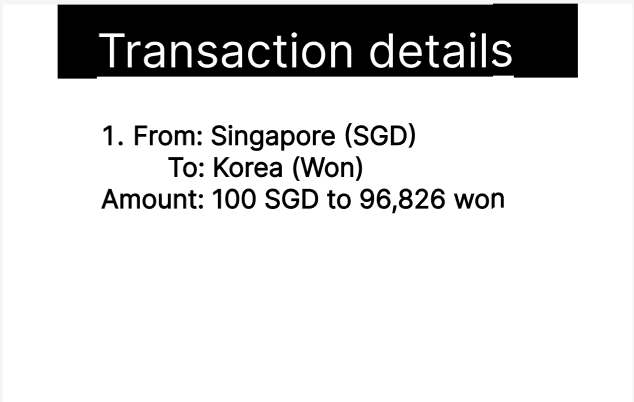 Transaction details
1. From: Singapore (SGD)
To: Korea (Won)
Amount: 100 SGD to 96,826 won